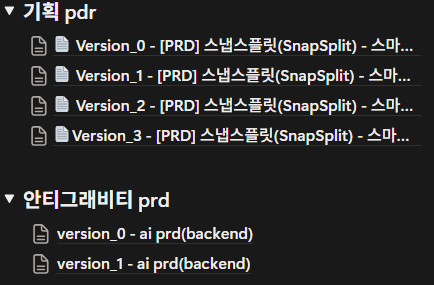 기획 pdr
Version_0 - [PRD] 스냅스플릿(SnapSplit) - 스마...
Version_1 - [PRD] 스냅스플릿(SnapSplit) - 스마...
Version_2 - [PRD] 스냅스플릿(SnapSplit) - 스마...
Version_3 - [PRD] 스냅스플릿(SnapSplit) - 스마...
안티그래비티 prd
version_0 - ai prd(backend)
version_1 - ai prd(backend)